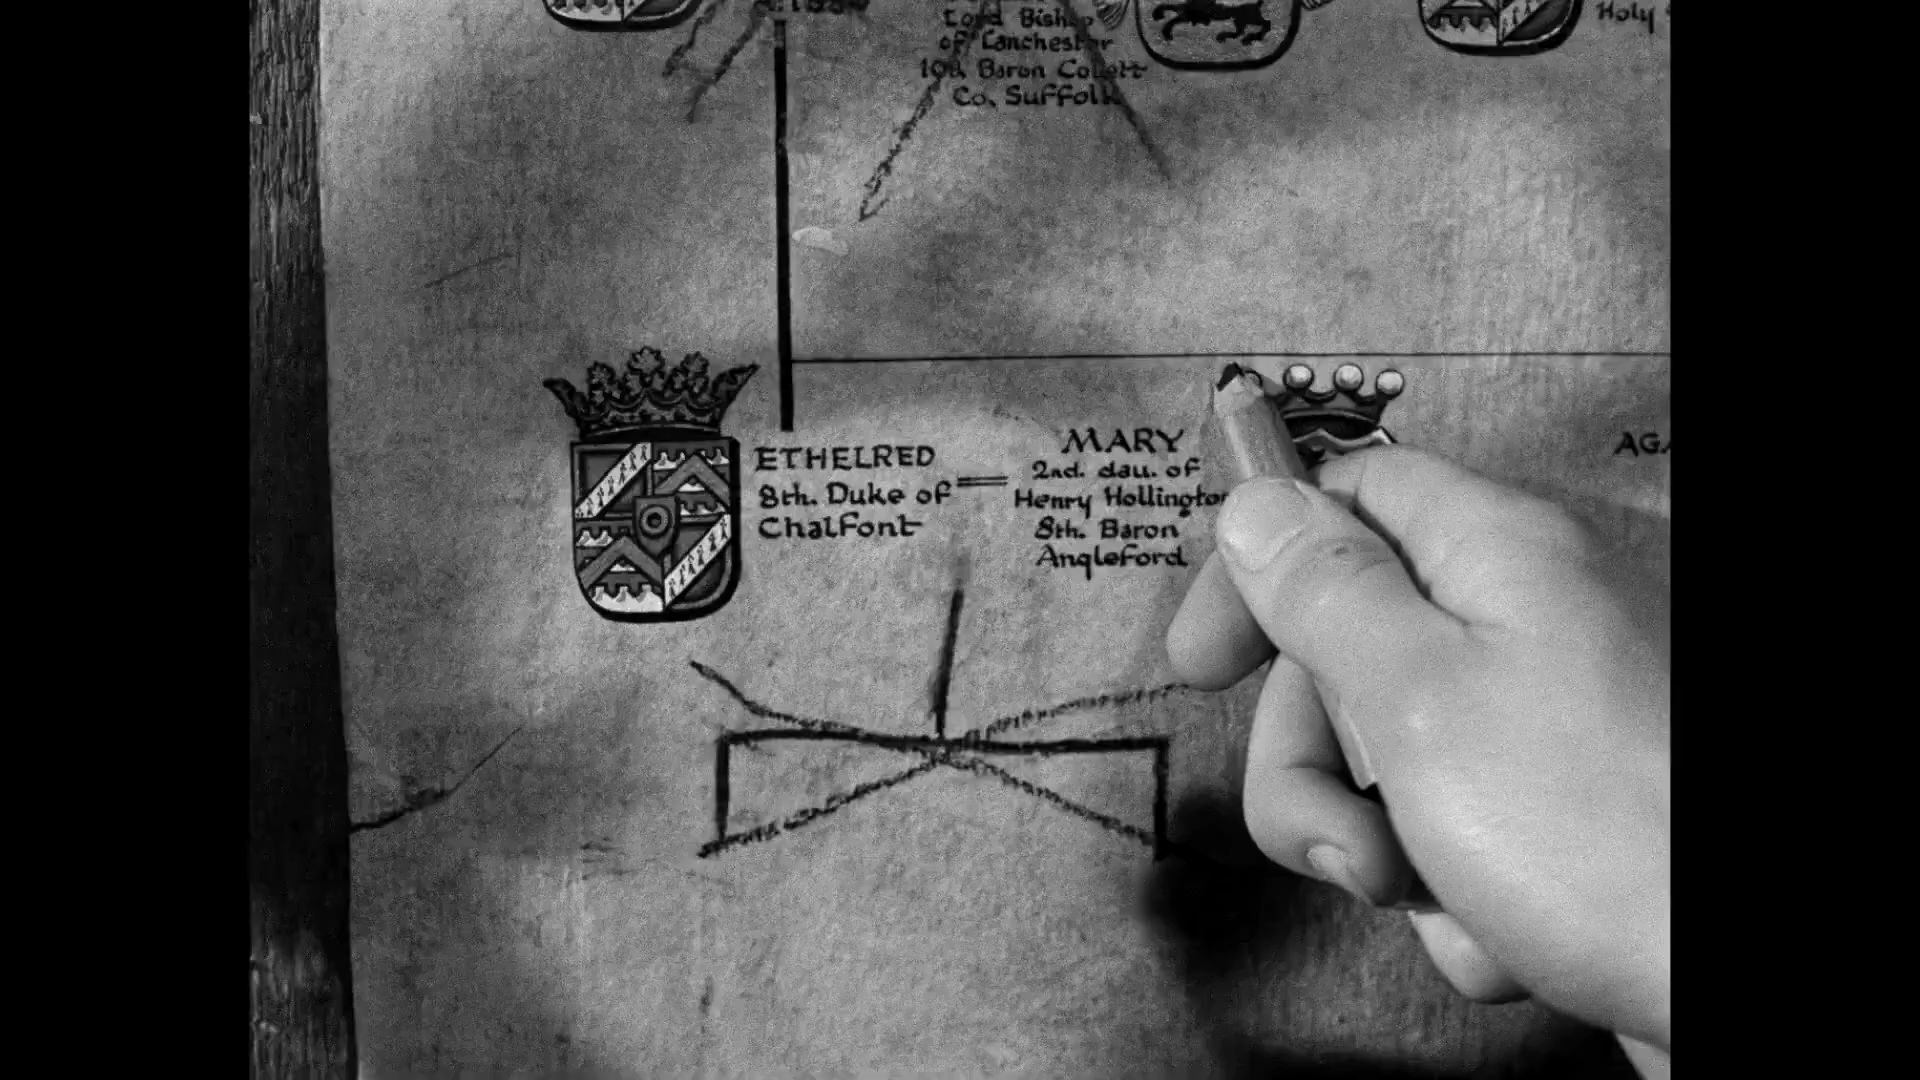 Lord Bishop
of Lanchester
10th Baron Collett
Co. Suffolk
Holy
ETHELRED
8th. Duke of
Chalfont
MARY
2nd. dau. of
Henry Hollington
8th. Baron
Angleford
AGA